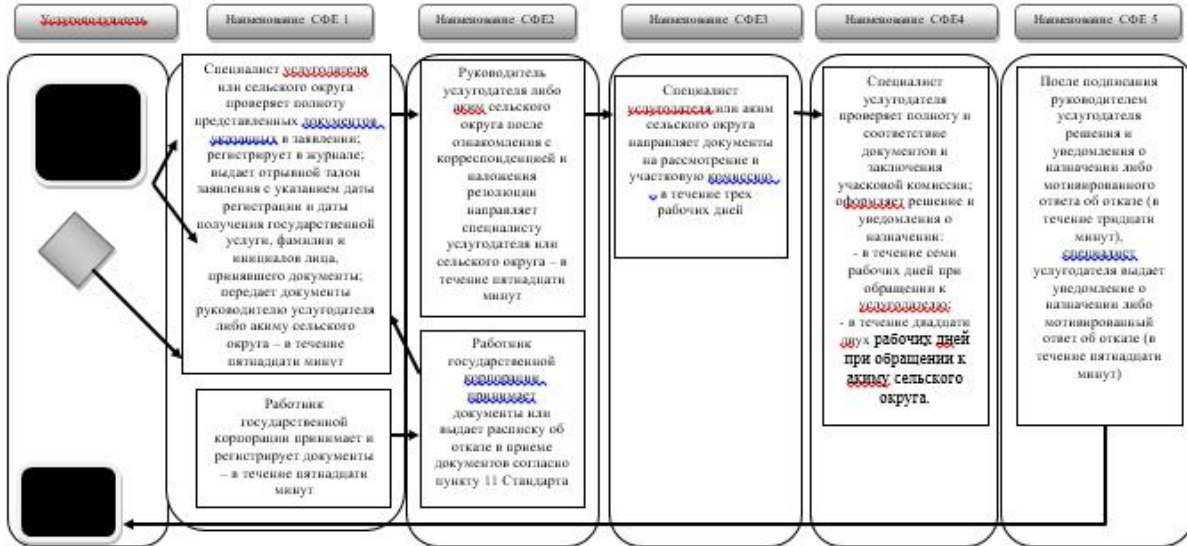 Услугополучатель
Наименование СФЕ 1
Наименование СФЕ2
Наименование СФЕ3
Наименование СФЕ4
Наименование СФЕ 5
Специалист услугодателя
или сельского округа
проверяет полноту
представленных документов,
указанных в заявлении;
регистрирует в журнале;
выдает отрывной талон
заявления с указанием даты
регистрации и даты
получения государственной
услуги, фамилии и
инициалов лица,
принявшего документы;
передает документы
руководителю услугодателя
либо акиму сельского
округа – в течение
пятнадцати минут
Работник
государственной
корпорации принимает и
регистрирует документы
– в течение пятнадцати
минут
Руководитель
услугодателя либо
аким сельского
округа после
ознакомления с
корреспонденцией и
наложения
резолюции
направляет
специалисту
услугодателя или
сельского округа – в
течение пятнадцати
минут
Работник
государственной
корпорации
принимает
документы или
выдает расписку об
отказе в приеме
документов согласно
пункту 11 Стандарта
Специалист
услугодателя или аким
сельского округа
направляет документы
на рассмотрение в
участковую комиссию
- в течение трех
рабочих дней
Специалист
услугодателя
проверяет полноту и
соответствие
документов и
заключения
учасковой комиссии;
оформляет решение и
уведомления о
назначении:
- в течение семи
рабочих дней при
обращении к
услугодателю;
- в течение двадцати
двух рабочих дней
при обращении к
акиму сельского
округа.
После подписания
руководителем
услугодателя
решения и
уведомления о
назначении либо
мотивированного
ответа об отказе (в
течение тридцати
минут),
специалист
услугодателя выдает
уведомление о
назначении либо
мотивированный
ответ об отказе (в
течение пятнадцати
минут)